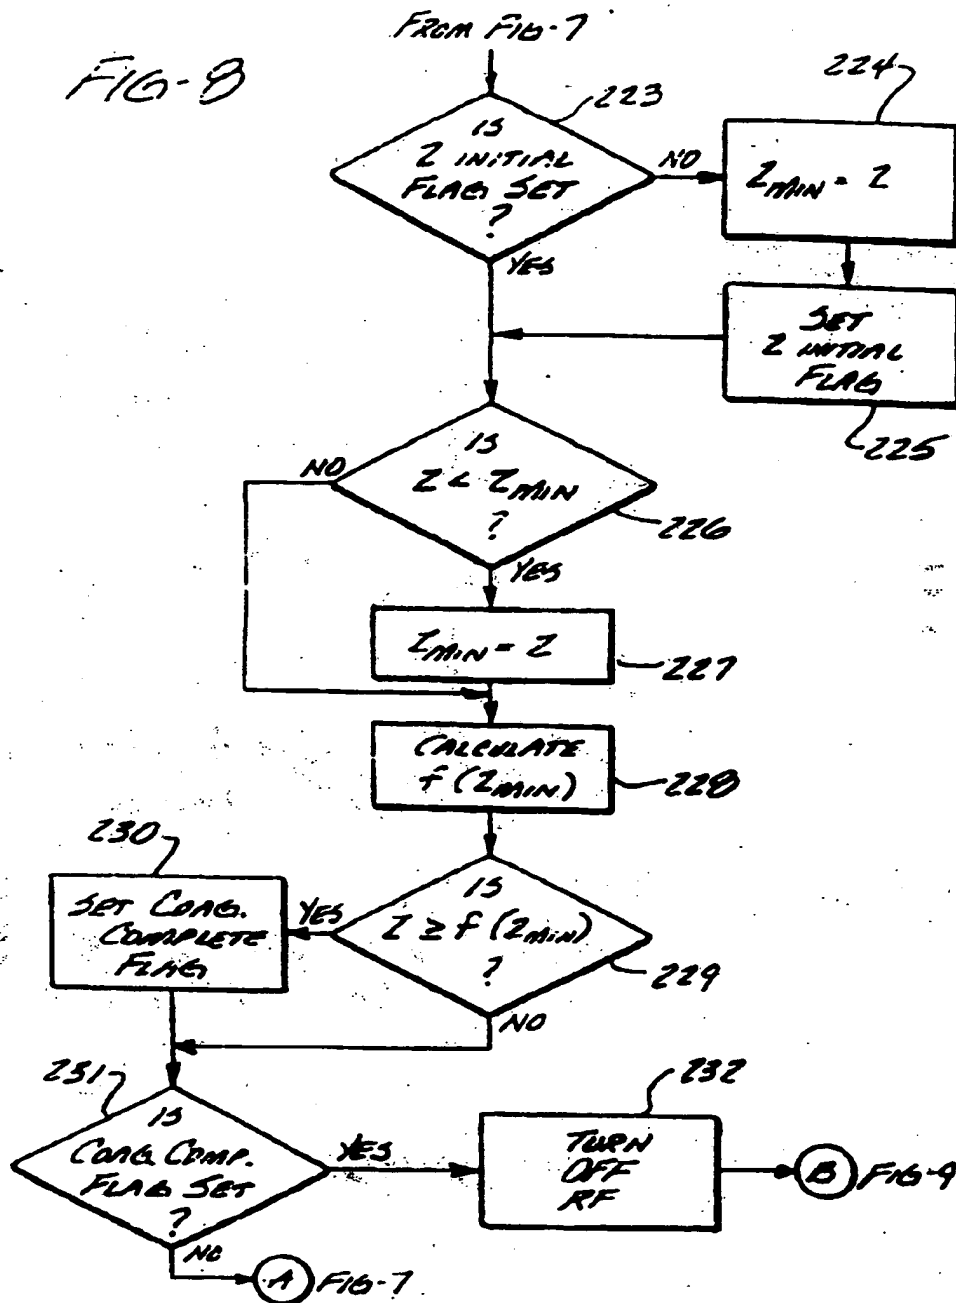 FROM FIG-7
FIG-8
223
224
IS
Z INITIAL
FLAG SET
?
NO
ZMIN = Z
YES
SET
Z INITIAL
FLAG
225
IS
Z < ZMIN
?
NO
226
YES
ZMIN = Z
227
CALCULATE
f (ZMIN)
228
230
IS
Z ≥ f (ZMIN)
?
YES
SET COAG.
COMPLETE
FLAG
229
NO
231
232
IS
COAG. COMP.
FLAG SET
?
YES
TURN
OFF
RF
B FIG-9
NO
A FIG-7